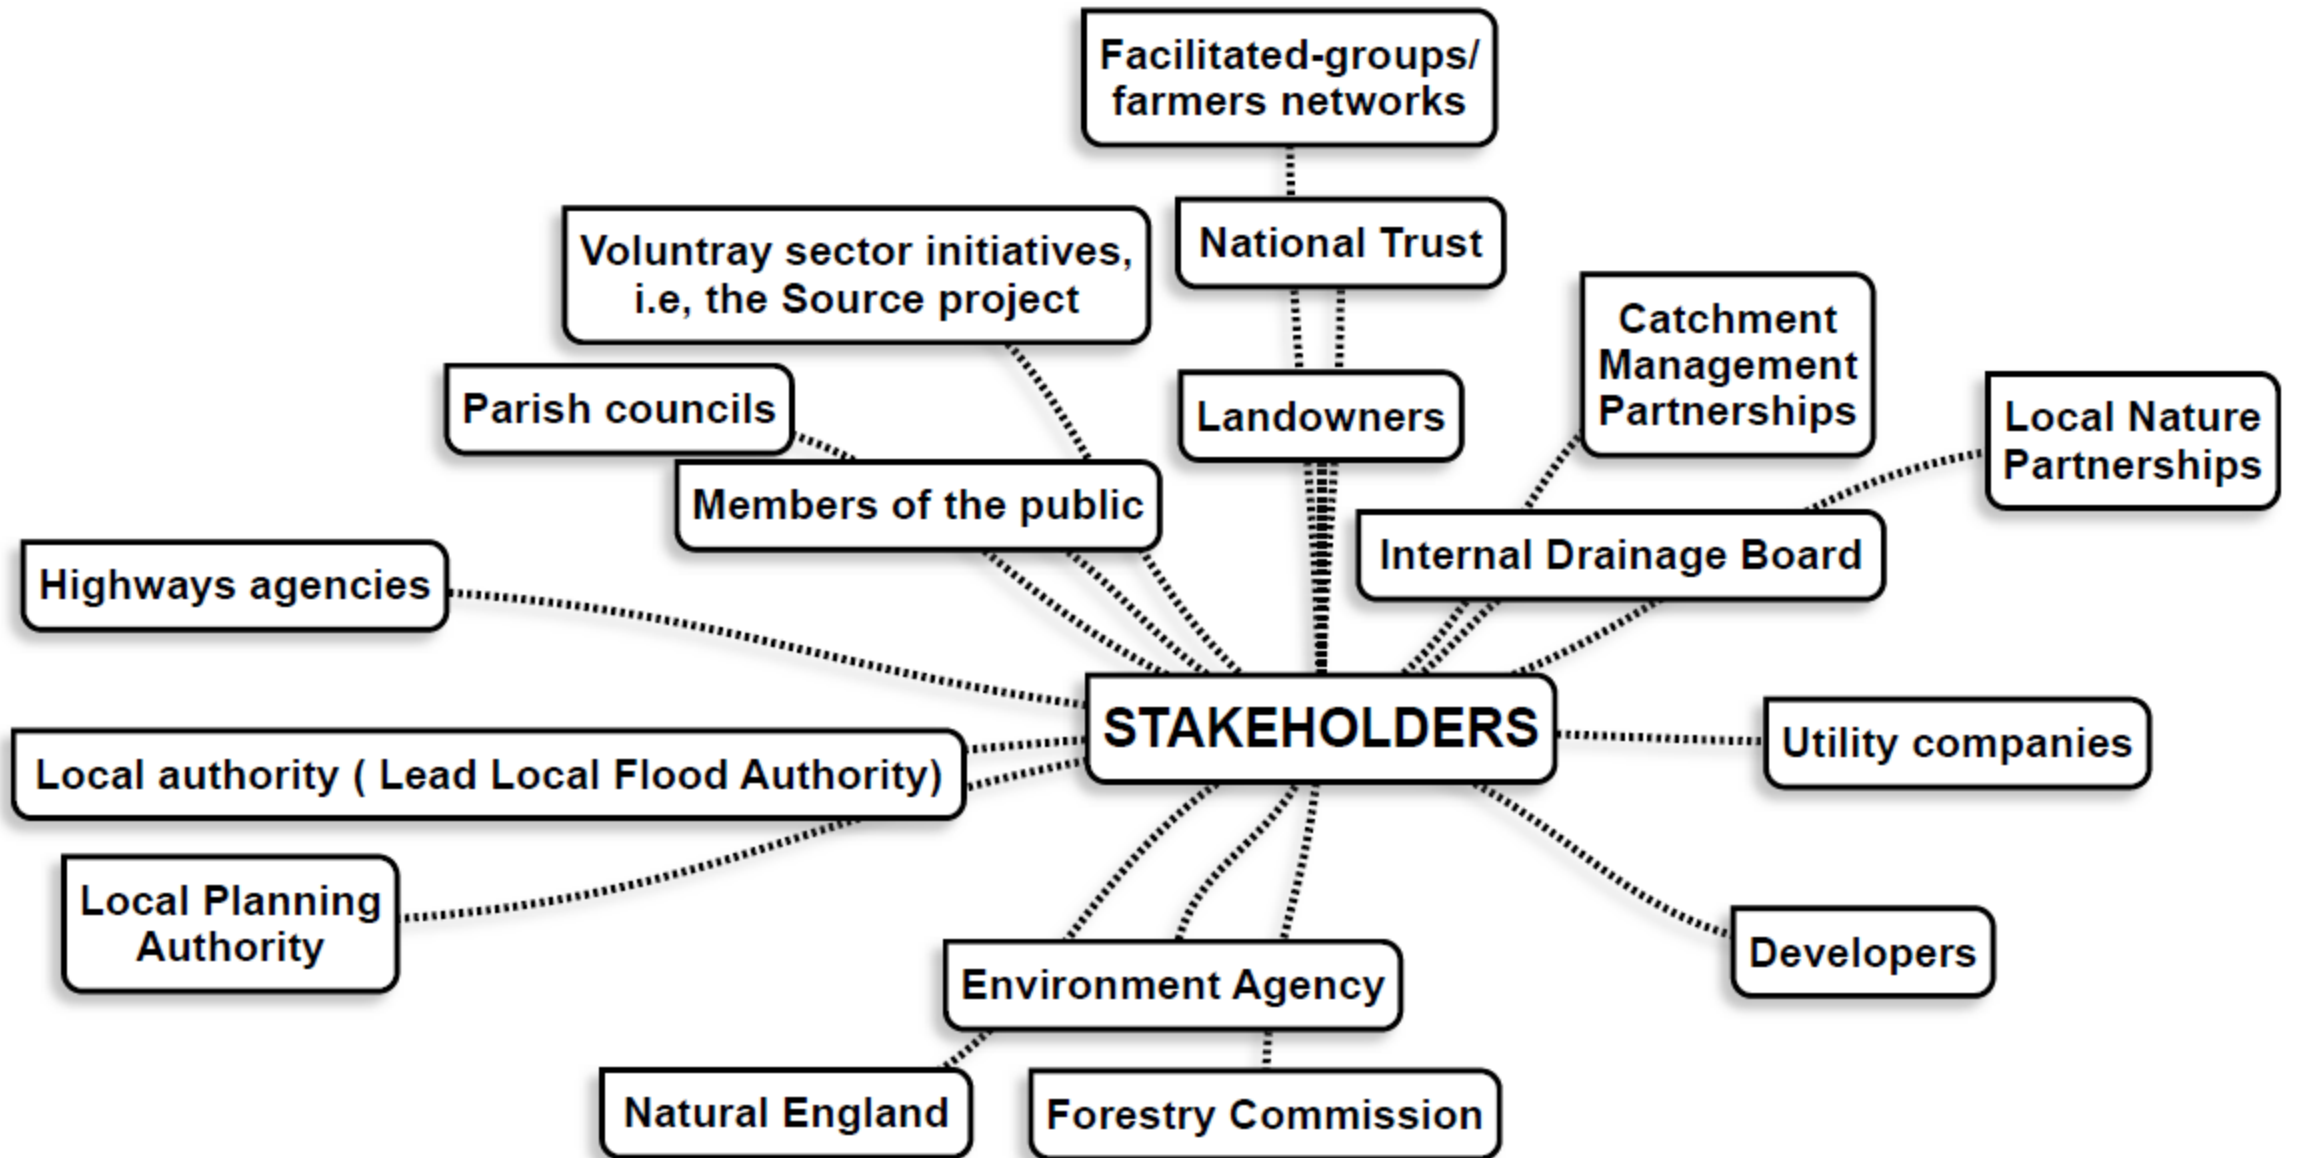 Facilitated-groups/
farmers networks
Voluntray sector initiatives,
i.e, the Source project
National Trust
Catchment
Management
Partnerships
Parish councils
Landowners
Local Nature
Partnerships
Members of the public
Internal Drainage Board
Highways agencies
STAKEHOLDERS
Utility companies
Local authority ( Lead Local Flood Authority)
Local Planning
Authority
Developers
Environment Agency
Natural England
Forestry Commission